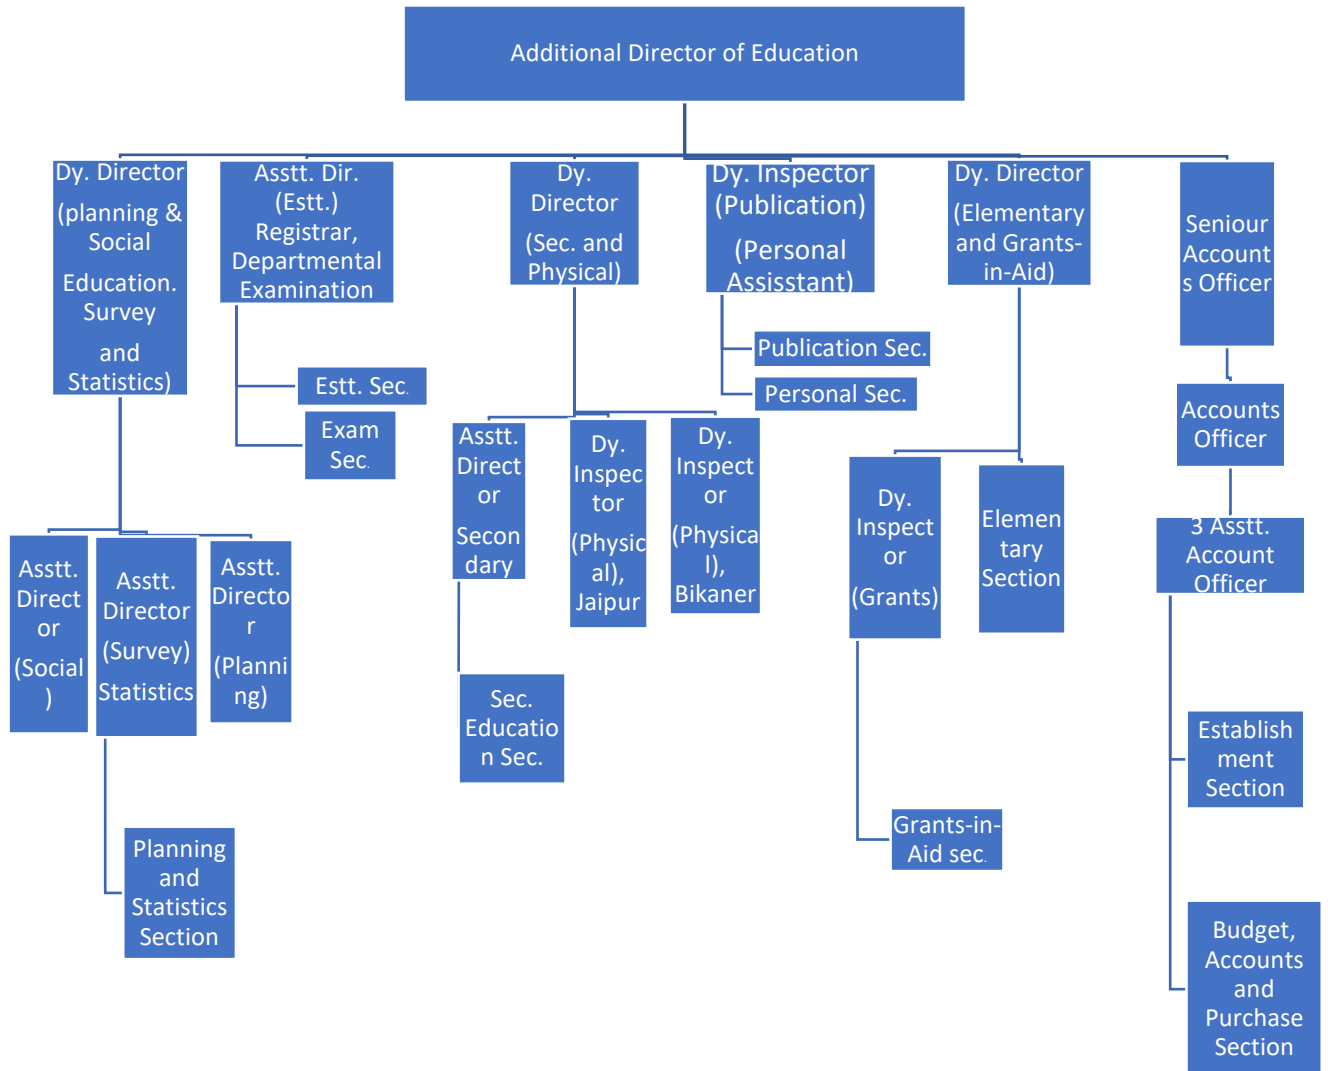 Additional Director of Education
Dy. Director
(planning &
Social
Education.
Survey
and
Statistics)
Asstt. Dir.
(Estt.)
Registrar,
Departmental
Examination
Dy.
Director
(Sec. and
Physical)
Dy. Inspector
(Publication)
(Personal
Assisstant)
Dy. Director
(Elementary
and Grants-
in-Aid)
Seniour
Account
s Officer
Estt. Sec.
Exam
Sec.
Publication Sec.
Personal Sec.
Accounts
Officer
3 Asstt.
Account
Officer
Asstt.
Direct
or
(Social
)
Asstt.
Director
(Survey)
Statistics
Asstt.
Directo
r
(Planni
ng)
Planning
and
Statistics
Section
Asstt.
Direct
or
Secon
dary
Dy.
Inspec
tor
(Physic
al),
Jaipur
Dy.
Inspect
or
(Physica
l),
Bikaner
Sec.
Educatio
n Sec.
Dy.
Inspect
or
(Grants)
Elemen
tary
Section
Grants-in-
Aid sec.
Establish
ment
Section
Budget,
Accounts
and
Purchase
Section